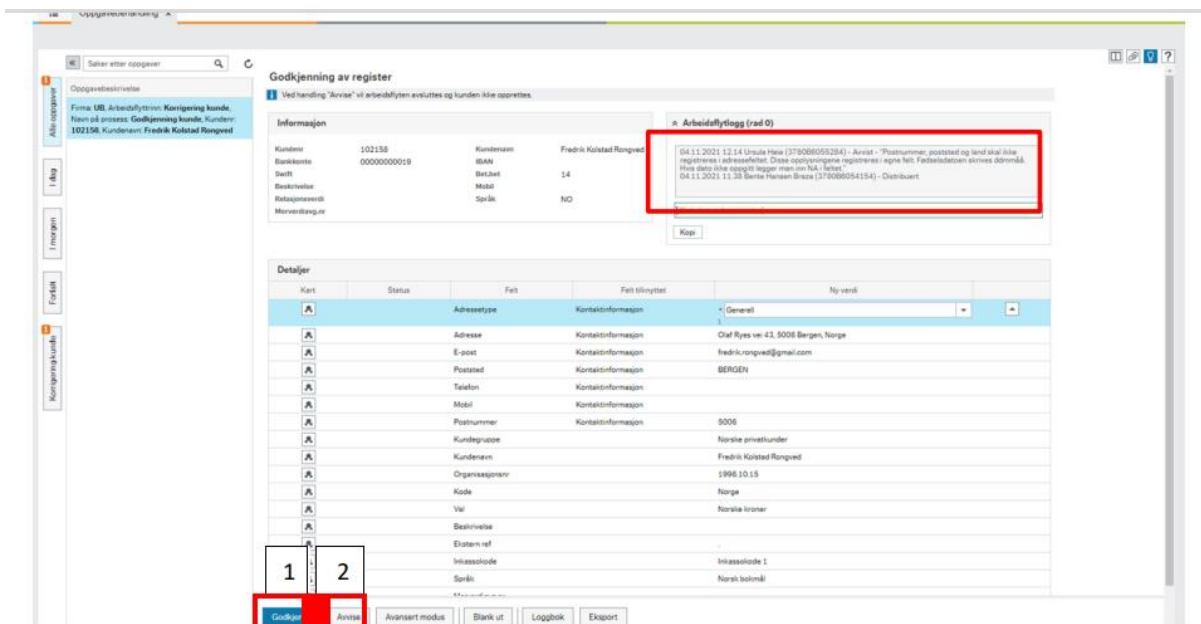 Oppgavebehandling ×
« Søker etter oppgaver
Oppgavebeskrivelse
Firma: UB, Arbeidsflyttrinn: Korrigering kunde,
Navn på prosess: Godkjenning kunde, Kundenr:
102158, Kundenavn: Fredrik Kolstad Rongved
Alle oppgaver
I dag
I morgen
Forfalt
Korrigering kunde
?
Godkjenning av register
Ved handling "Avvise" vil arbeidsflyten avsluttes og kunden ikke opprettes.
Informasjon
Kundenr 102158 Kundenavn Fredrik Kolstad Rongved
Bankkonto 00000000019 IBAN
Swift Bet.bet 14
Beskrivelse Mobil
Relasjonsverdi Språk NO
Merverdiavg.nr
Arbeidsflytlogg (rad 0)
04.11.2021 12.14 Ursula Heie (3780B6055284) - Avvist - "Postnummer, poststed og land skal ikke
registreres i adressefeltet. Disse opplysningene registreres i egne felt. Fødselsdatoen skrives ddmmåå.
Hvis dato ikke oppgitt legger man inn NA i feltet."
04.11.2021 11.38 Bente Hansen Braza (3780B6054154) - Distribuert
Kopi
Detaljer
Kart Status Felt Felt tilknyttet Ny verdi
Adressetype Kontaktinformasjon * Generell
1
Adresse Kontaktinformasjon Olaf Ryes vei 43, 5006 Bergen, Norge
E-post Kontaktinformasjon fredrik.rongved@gmail.com
Poststed Kontaktinformasjon BERGEN
Telefon Kontaktinformasjon
Mobil Kontaktinformasjon
Postnummer Kontaktinformasjon 5006
Kundegruppe Norske privatkunder
Kundenavn Fredrik Kolstad Rongved
Organisasjonsnr 1998.10.15
Kode Norge
Val Norske kroner
Beskrivelse
Ekstern ref .
Inkassokode Inkassokode 1
Språk Norsk bokmål
1 2
Godkjen Avvise Avansert modus Blank ut Loggbok Eksport